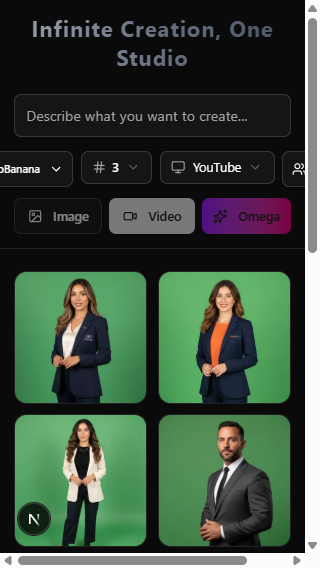 Infinite Creation, One
Studio
Describe what you want to create...
oBanana
# 3
YouTube
Image
Video
Omega
N